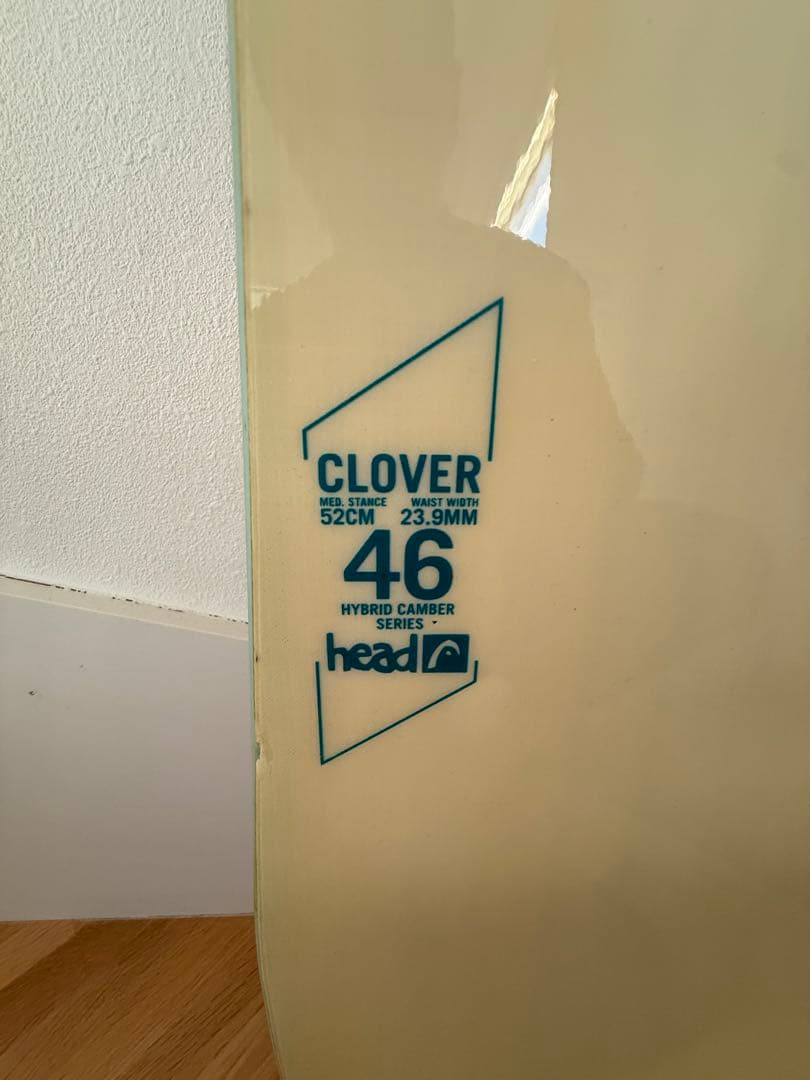 CLOVER
MED. STANCE WAIST WIDTH
52CM 23.9MM
46
HYBRID CAMBER
SERIES
head